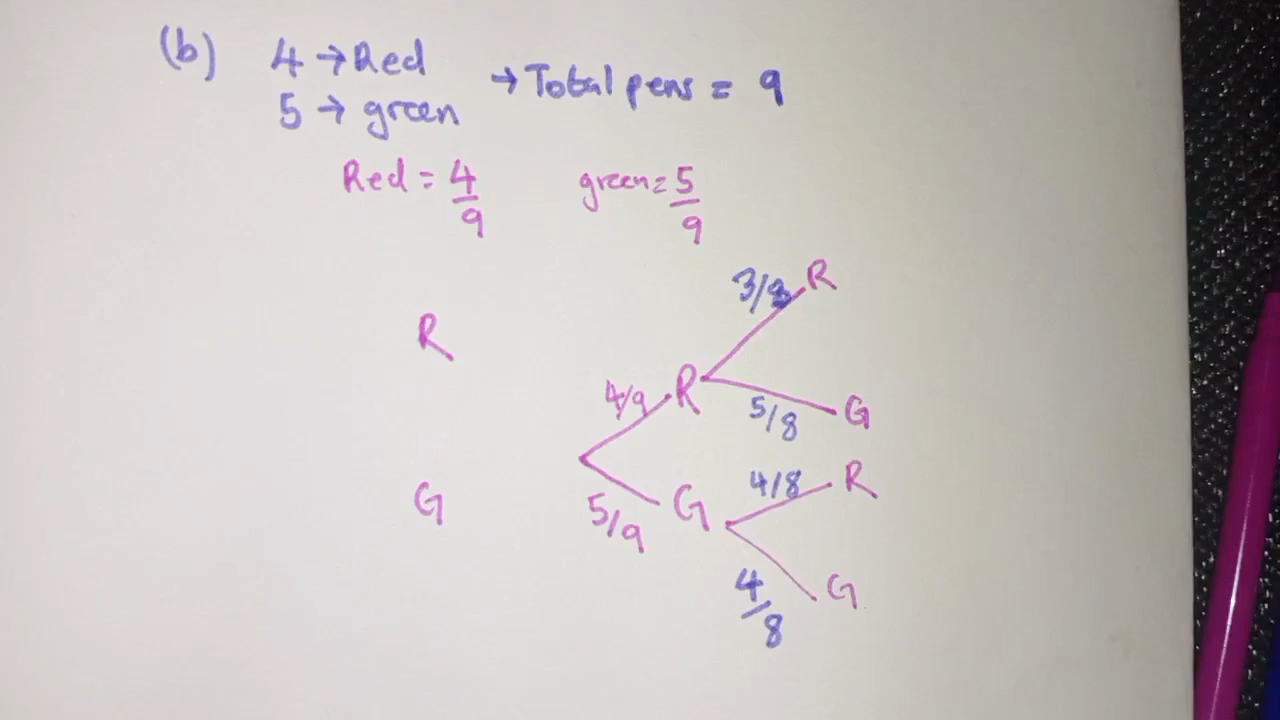 (b) 4 → Red → Total pens = 9
5 → green
Red = 4/9 green = 5/9
3/8 R
R
4/9 R
5/8 G
4/8 R
G
5/9 G
4/8 G